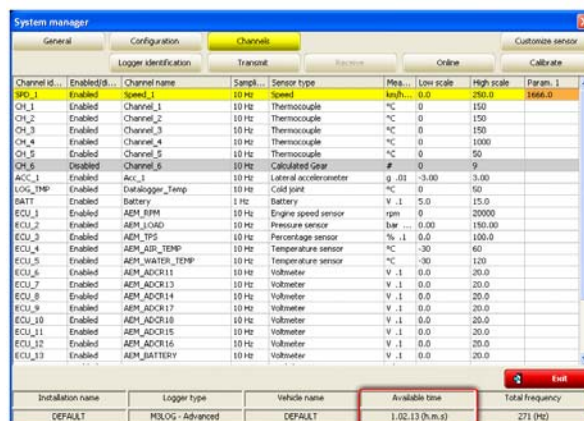 System manager
General Configuration Channels Customize sensor
Logger identification Transmit Receive Online Calibrate
Channel id... Enabled/di... Channel name Sampli... Sensor type Mea... Low scale High scale Param. 1
SPD_1 Enabled Speed_1 10 Hz Speed km/h... 0.0 250.0 1666.0
CH_1 Enabled Channel_1 10 Hz Thermocouple °C 0 150
CH_2 Enabled Channel_2 10 Hz Thermocouple °C 0 150
CH_3 Enabled Channel_3 10 Hz Thermocouple °C 0 150
CH_4 Enabled Channel_4 10 Hz Thermocouple °C 0 1000
CH_5 Enabled Channel_5 10 Hz Thermocouple °C 0 50
CH_6 Disabled Channel_6 10 Hz Calculated Gear # 0 9
ACC_1 Enabled Acc_1 10 Hz Lateral accelerometer g .01 -3.00 3.00
LOG_TMP Enabled Datalogger_Temp 10 Hz Cold joint °C 0 50
BATT Enabled Battery 1 Hz Battery V .1 5.0 15.0
ECU_1 Enabled AEM_RPM 10 Hz Engine speed sensor rpm 0 20000
ECU_2 Enabled AEM_LOAD 10 Hz Pressure sensor bar ... 0.00 150.00
ECU_3 Enabled AEM_TPS 10 Hz Percentage sensor % .1 0.0 100.0
ECU_4 Enabled AEM_AIR_TEMP 10 Hz Temperature sensor °C -30 60
ECU_5 Enabled AEM_WATER_TEMP 10 Hz Temperature sensor °C -30 120
ECU_6 Enabled AEM_ADCR11 10 Hz Voltmeter V .1 0.0 20.0
ECU_7 Enabled AEM_ADCR13 10 Hz Voltmeter V .1 0.0 20.0
ECU_8 Enabled AEM_ADCR14 10 Hz Voltmeter V .1 0.0 20.0
ECU_9 Enabled AEM_ADCR17 10 Hz Voltmeter V .1 0.0 20.0
ECU_10 Enabled AEM_ADCR18 10 Hz Voltmeter V .1 0.0 20.0
ECU_11 Enabled AEM_ADCR15 10 Hz Voltmeter V .1 0.0 20.0
ECU_12 Enabled AEM_ADCR16 10 Hz Voltmeter V .1 0.0 20.0
ECU_13 Enabled AEM_BATTERY 10 Hz Voltmeter V .1 0.0 20.0
Exit
Installation name Logger type Vehicle name Available time Total frequency
DEFAULT M3LOG - Advanced DEFAULT 1.02.13 (h.m.s) 271 (Hz)